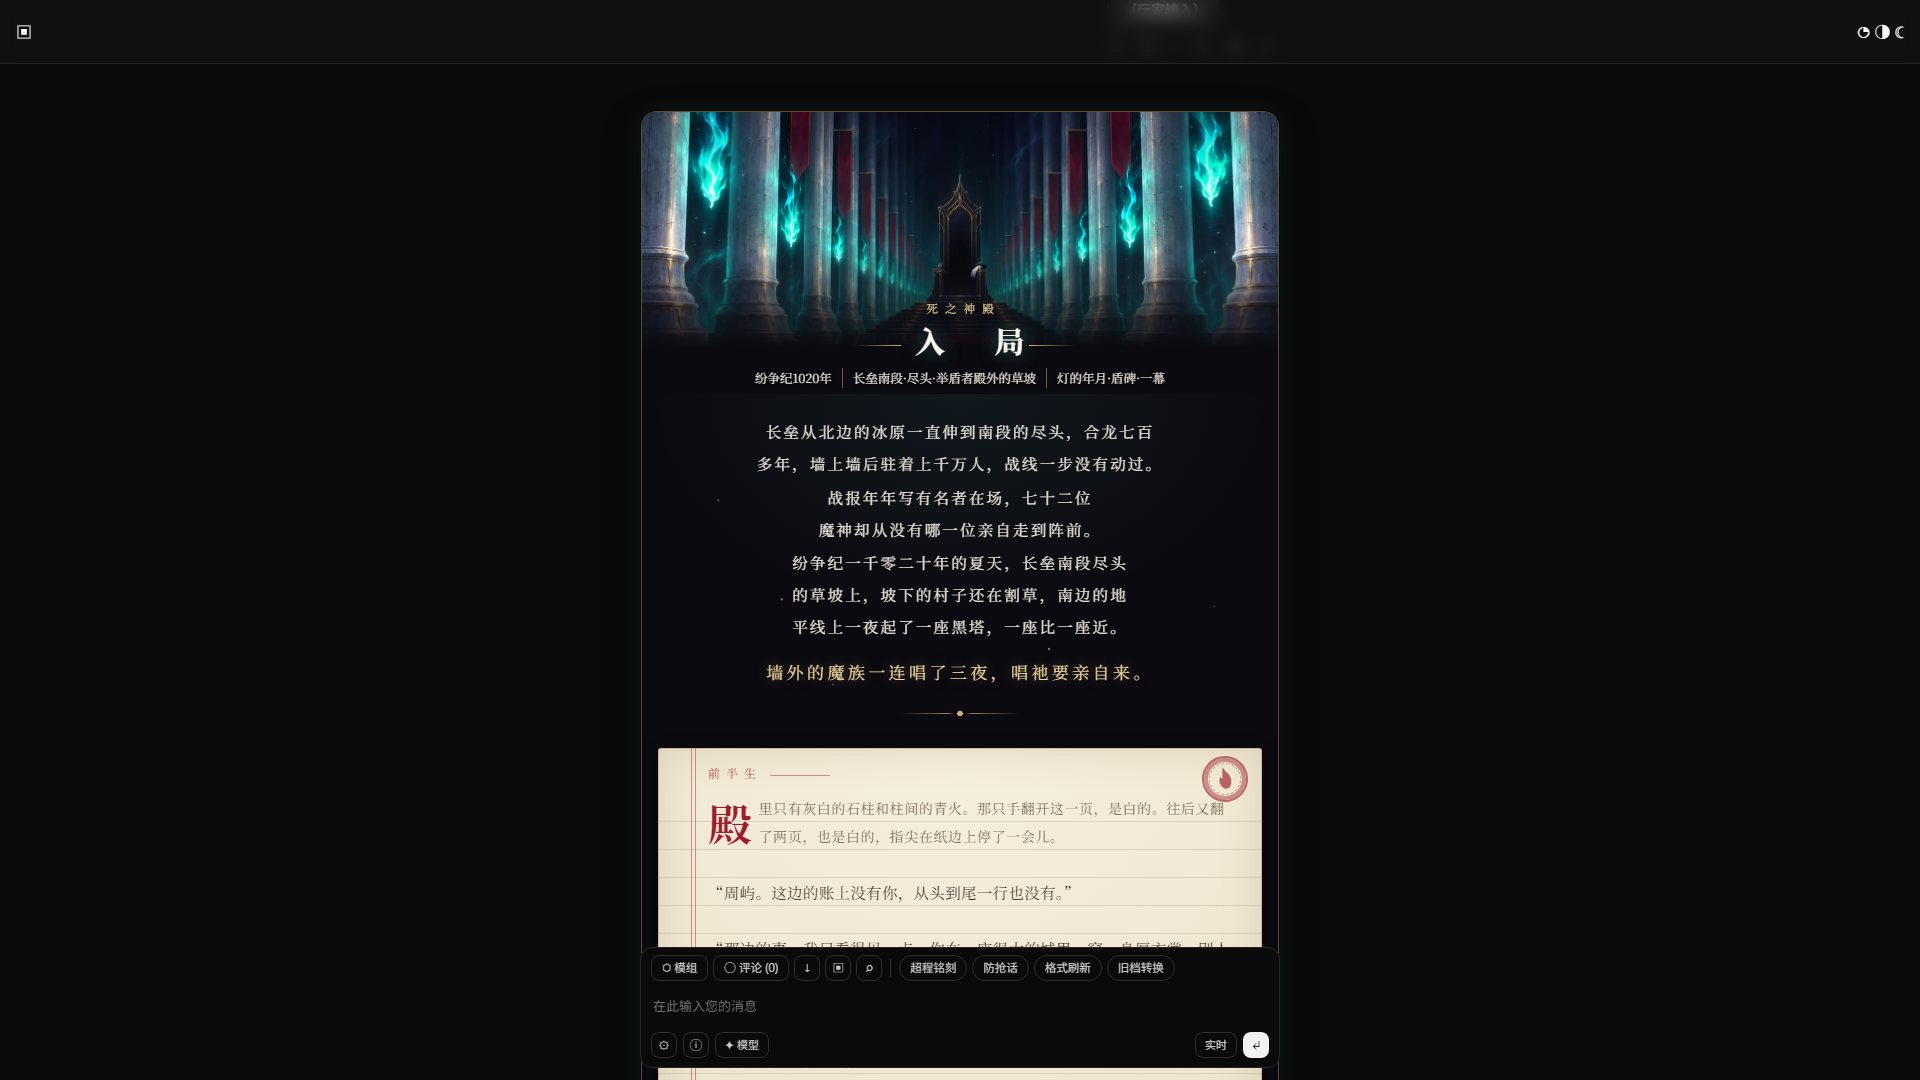 死之神殿
入 局
纷争纪1020年 长垒南段·尽头·举盾者殿外的草坡 灯的年月·盾碑·一幕
长垒从北边的冰原一直伸到南段的尽头，合龙七百
多年，墙上墙后驻着上千万人，战线一步没有动过。
战报年年写有名者在场，七十二位
魔神却从没有哪一位亲自走到阵前。
纷争纪一千零二十年的夏天，长垒南段尽头
的草坡上，坡下的村子还在割草，南边的地
平线上一夜起了一座黑塔，一座比一座近。
墙外的魔族一连唱了三夜，唱祂要亲自来。
前半生
殿里只有灰白的石柱和柱间的青火。那只手翻开这一页，是白的。往后又翻
了两页，也是白的，指尖在纸边上停了一会儿。
“周屿。这边的账上没有你，从头到尾一行也没有。”
模组 评论 (0) 超程铭刻 防抢话 格式刷新 旧档转换
在此输入您的消息
模型 实时